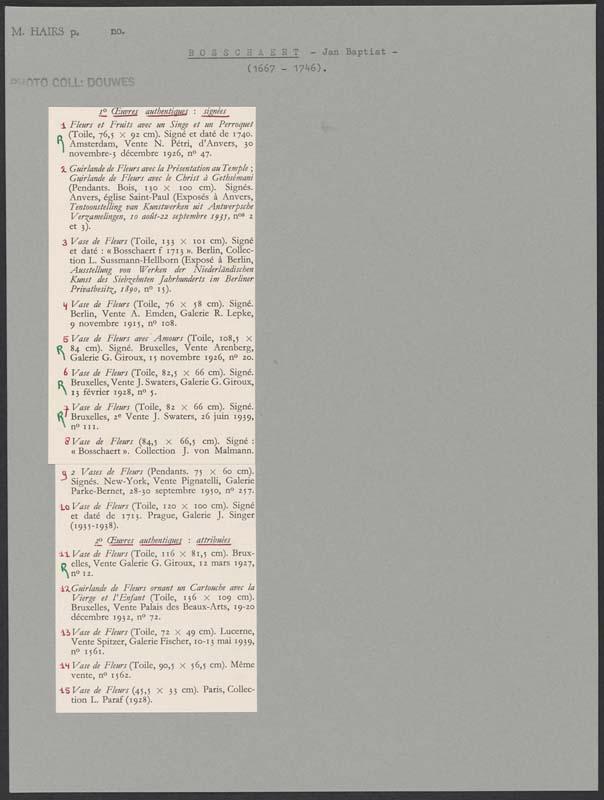 M. HAIRS p. no.
BOSSCHAERT - Jan Baptist -
(1667 - 1746).
PHOTO COLL: DOUWES
1º Œuvres authentiques : signées
1 Fleurs et Fruits avec un Singe et un Perroquet
(Toile, 76,5 × 92 cm). Signé et daté de 1740.
R Amsterdam, Vente N. Pétri, d'Anvers, 30
novembre-3 décembre 1926, nº 47.
2 Guirlande de Fleurs avec la Présentation au Temple ;
Guirlande de Fleurs avec le Christ à Gethsémani
(Pendants. Bois, 130 × 100 cm). Signés.
Anvers, église Saint-Paul (Exposés à Anvers,
Tentoonstelling van Kunstwerken uit Antwerpsche
Verzamelingen, 10 août-22 septembre 1935, nos 2
et 3).
3 Vase de Fleurs (Toile, 133 × 101 cm). Signé
et daté : « Bosschaert f 1713 ». Berlin, Collec-
tion L. Sussmann-Hellborn (Exposé à Berlin,
Ausstellung von Werken der Niederländischen
Kunst des Siebzehnten Jahrhunderts im Berliner
Privatbesitz, 1890, nº 15).
4 Vase de Fleurs (Toile, 76 × 58 cm). Signé.
Berlin, Vente A. Emden, Galerie R. Lepke,
9 novembre 1915, nº 108.
5 Vase de Fleurs avec Amours (Toile, 108,5 ×
R 84 cm). Signé. Bruxelles, Vente Arenberg,
Galerie G. Giroux, 15 novembre 1926, nº 20.
6 Vase de Fleurs (Toile, 82,5 × 66 cm). Signé.
R Bruxelles, Vente J. Swaters, Galerie G. Giroux,
13 février 1928, nº 5.
7 Vase de Fleurs (Toile, 82 × 66 cm). Signé.
R Bruxelles, 2e Vente J. Swaters, 26 juin 1939,
nº 111.
8 Vase de Fleurs (84,5 × 66,5 cm). Signé :
« Bosschaert ». Collection J. von Malmann.
9 2 Vases de Fleurs (Pendants. 75 × 60 cm).
Signés. New-York, Vente Pignatelli, Galerie
Parke-Bernet, 28-30 septembre 1950, nº 257.
10 Vase de Fleurs (Toile, 120 × 100 cm). Signé
et daté de 1713. Prague, Galerie J. Singer
(1935-1938).
2º Œuvres authentiques : attribuées
11 Vase de Fleurs (Toile, 116 × 81,5 cm). Brux-
R elles, Vente Galerie G. Giroux, 12 mars 1927,
nº 12.
12 Guirlande de Fleurs ornant un Cartouche avec la
Vierge et l'Enfant (Toile, 136 × 109 cm).
Bruxelles, Vente Palais des Beaux-Arts, 19-20
décembre 1932, nº 72.
13 Vase de Fleurs (Toile, 72 × 49 cm). Lucerne,
Vente Spitzer, Galerie Fischer, 10-13 mai 1939,
nº 1561.
14 Vase de Fleurs (Toile, 90,5 × 56,5 cm). Même
vente, nº 1562.
15 Vase de Fleurs (45,5 × 33 cm). Paris, Collec-
tion L. Paraf (1928).